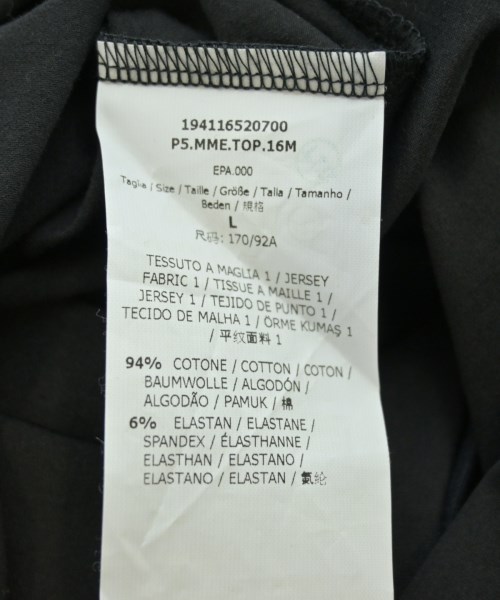 194116520700
P5.MME.TOP.16M
EPA.000
Taglia / Size / Taille / Größe / Talla / Tamanho /
Beden / 規格
L
尺码: 170/92A
TESSUTO A MAGLIA 1 / JERSEY
FABRIC 1 / TISSUE A MAILLE 1 /
JERSEY 1 / TEJIDO DE PUNTO 1 /
TECIDO DE MALHA 1 / ÖRME KUMAŞ 1
/ 平纹面料 1
94% COTONE / COTTON / COTON /
BAUMWOLLE / ALGODÓN /
ALGODÃO / PAMUK / 棉
6% ELASTAN / ELASTANE /
SPANDEX / ÉLASTHANNE /
ELASTHAN / ELASTANO /
ELASTANO / ELASTAN / 氨纶